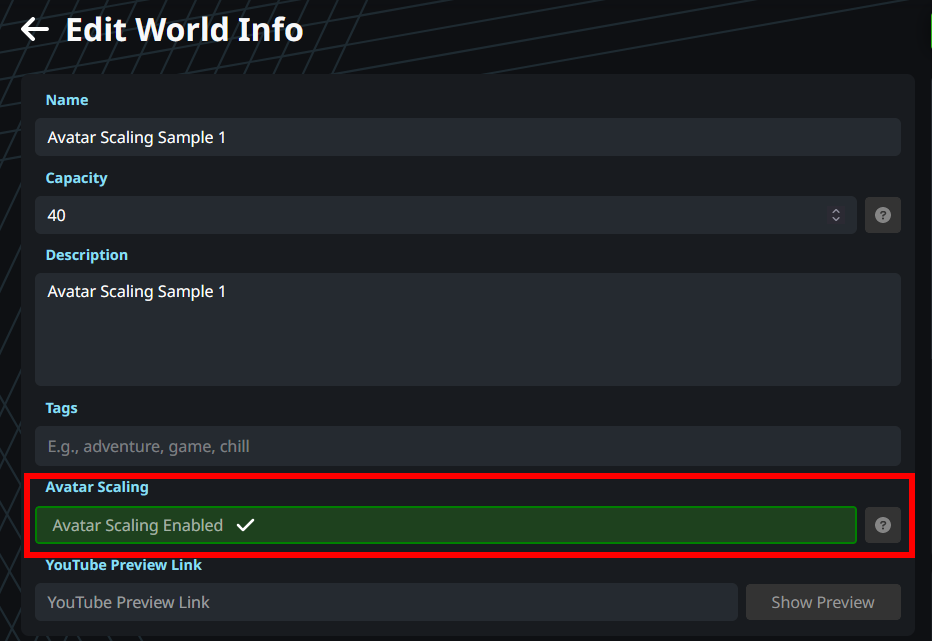 Edit World Info
Name
Avatar Scaling Sample 1
Capacity
40
?
Description
Avatar Scaling Sample 1
Tags
E.g., adventure, game, chill
Avatar Scaling
Avatar Scaling Enabled
?
YouTube Preview Link
YouTube Preview Link
Show Preview